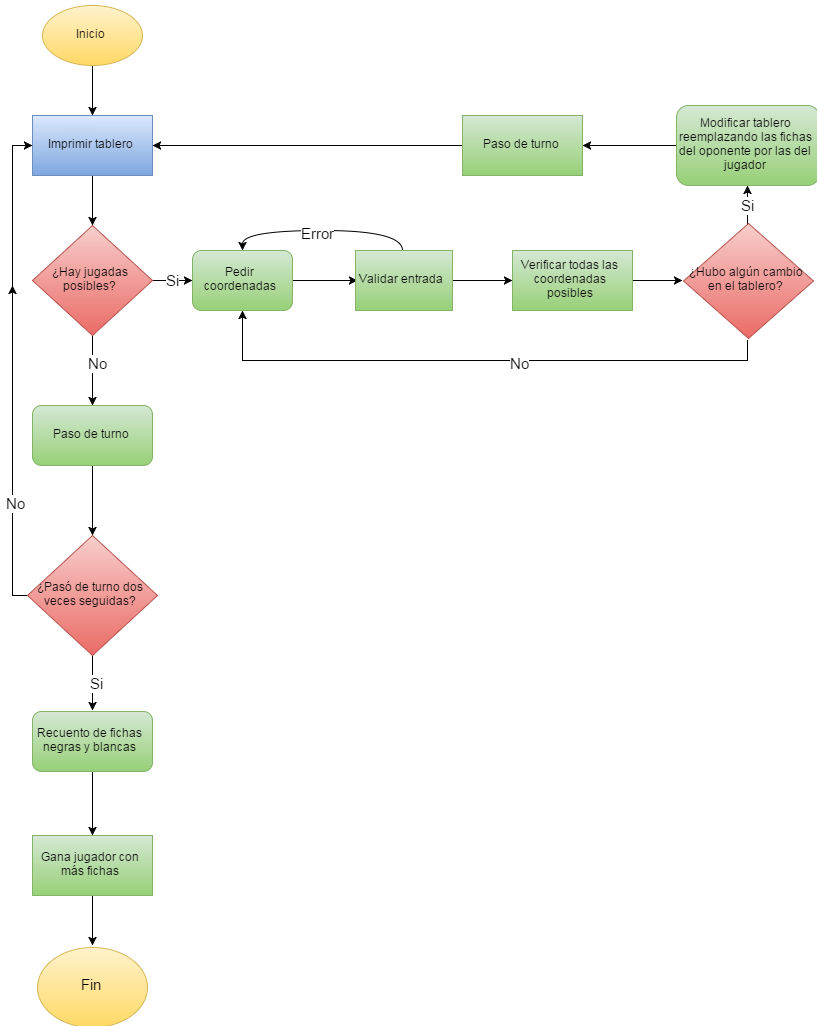 Inicio
Imprimir tablero
Paso de turno
Modificar tablero
reemplazando las fichas
del oponente por las del
jugador
Si
Error
¿Hay jugadas
posibles?
Si
Pedir
coordenadas
Validar entrada
Verificar todas las
coordenadas
posibles
¿Hubo algún cambio
en el tablero?
No
No
Paso de turno
No
¿Pasó de turno dos
veces seguidas?
Si
Recuento de fichas
negras y blancas
Gana jugador con
más fichas
Fin